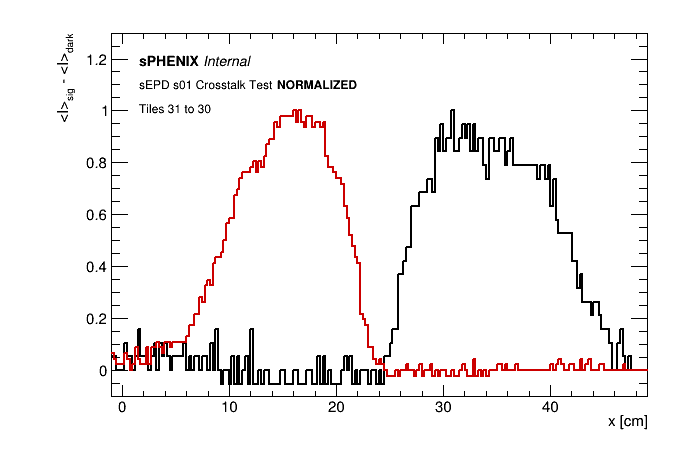 <I>sig - <I>dark
sPHENIX Internal
sEPD s01 Crosstalk Test NORMALIZED
Tiles 31 to 30
1.2
1
0.8
0.6
0.4
0.2
0
0 10 20 30 40
x [cm]